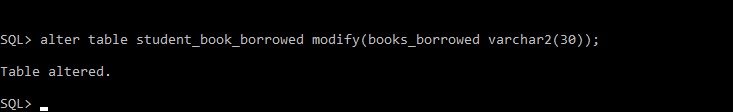 SQL> alter table student_book_borrowed modify(books_borrowed varchar2(30));
Table altered.
SQL>